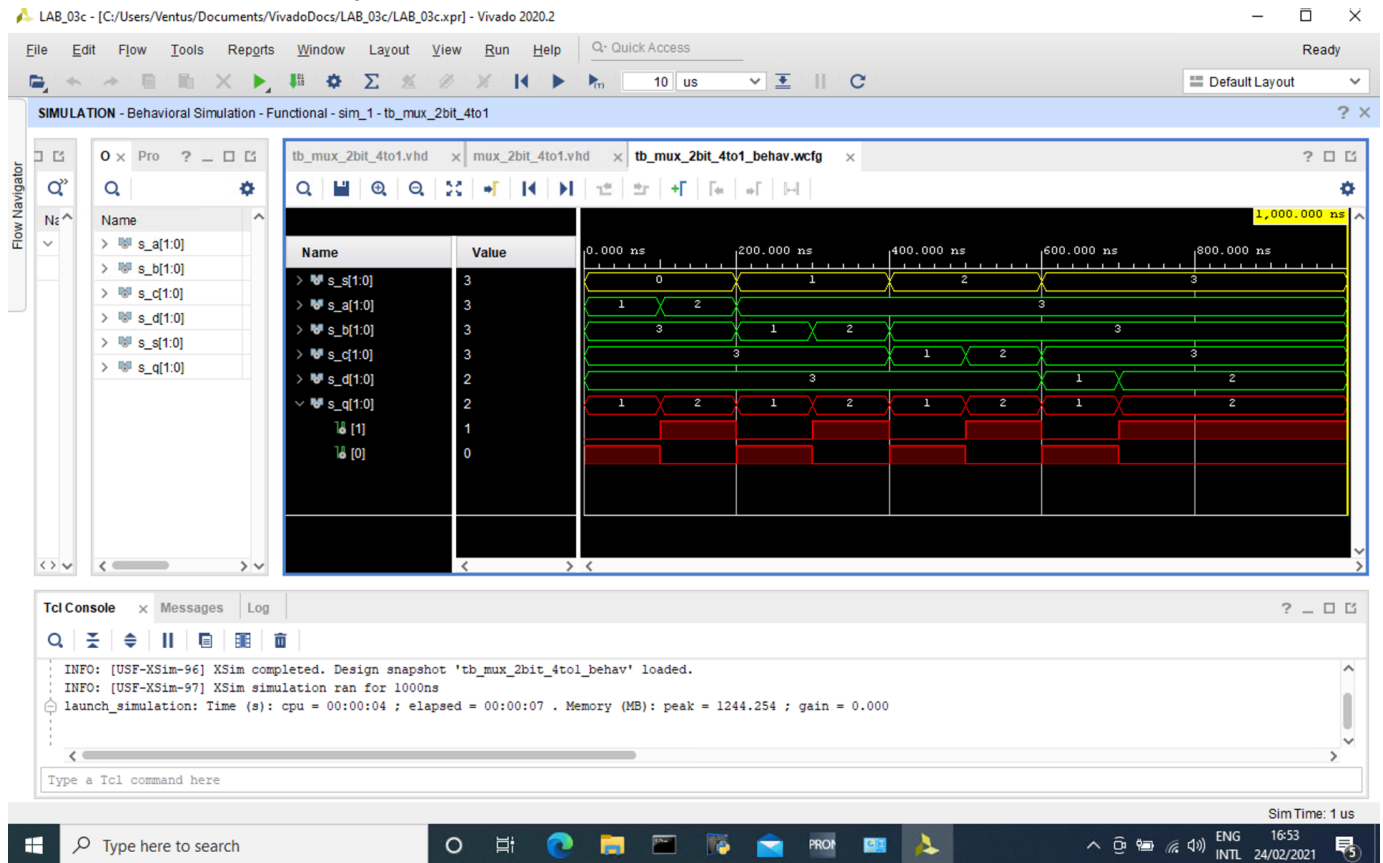 LAB_03c - [C:/Users/Ventus/Documents/VivadoDocs/LAB_03c/LAB_03c.xpr] - Vivado 2020.2
File Edit Flow Tools Reports Window Layout View Run Help Quick Access Ready
10 us Default Layout
SIMULATION - Behavioral Simulation - Functional - sim_1 - tb_mux_2bit_4to1
Flow Navigator
O Pro tb_mux_2bit_4to1.vhd mux_2bit_4to1.vhd tb_mux_2bit_4to1_behav.wcfg
Name
s_a[1:0]
s_b[1:0]
s_c[1:0]
s_d[1:0]
s_s[1:0]
s_q[1:0]
1,000.000 ns
Name Value 0.000 ns 200.000 ns 400.000 ns 600.000 ns 800.000 ns
s_s[1:0] 3 0 1 2 3
s_a[1:0] 3 1 2 3
s_b[1:0] 3 3 1 2 3
s_c[1:0] 3 3 1 2 3
s_d[1:0] 2 3 1 2
s_q[1:0] 2 1 2 1 2 1 2 1 2
[1] 1
[0] 0
Tcl Console Messages Log
INFO: [USF-XSim-96] XSim completed. Design snapshot 'tb_mux_2bit_4to1_behav' loaded.
INFO: [USF-XSim-97] XSim simulation ran for 1000ns
launch_simulation: Time (s): cpu = 00:00:04 ; elapsed = 00:00:07 . Memory (MB): peak = 1244.254 ; gain = 0.000
Type a Tcl command here
Sim Time: 1 us
Type here to search
PRON
ENG
INTL
16:53
24/02/2021
5